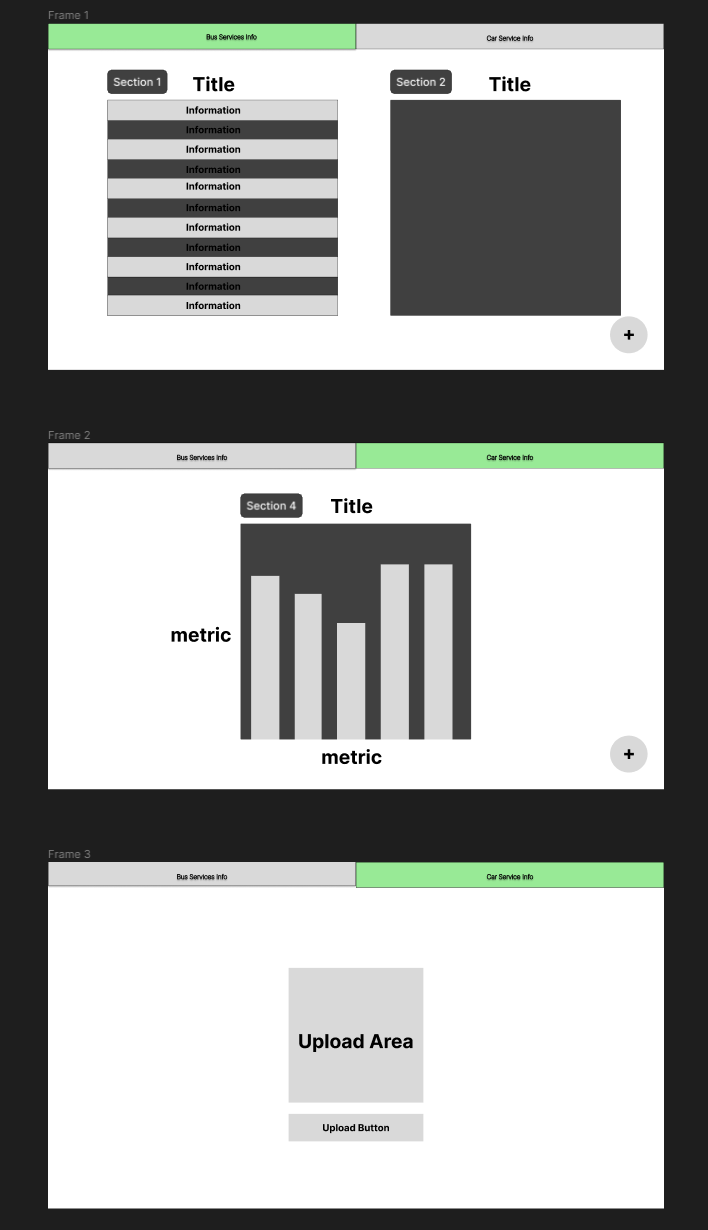 Frame 1
Bus Services Info
Car Service Info
Section 1
Title
Section 2
Title
Information
Information
Information
Information
Information
Information
Information
Information
Information
Information
Information
+
Frame 2
Bus Services Info
Car Service Info
Section 4
Title
metric
metric
+
Frame 3
Bus Services Info
Car Service Info
Upload Area
Upload Button